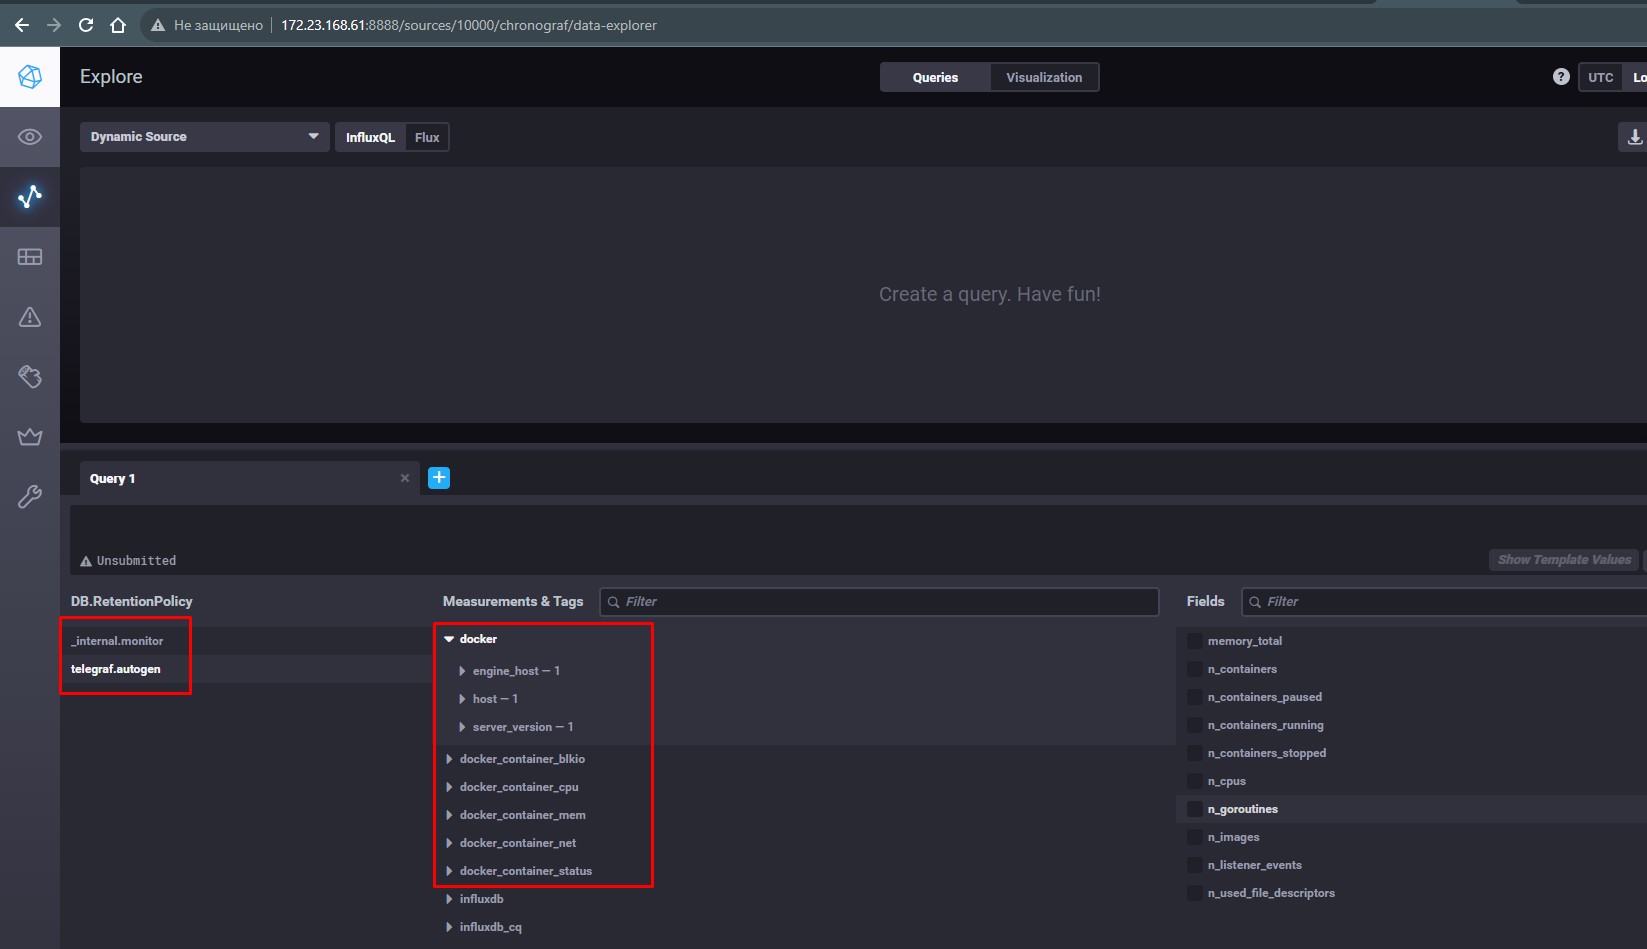 Не защищено 172.23.168.61:8888/sources/10000/chronograf/data-explorer
Explore
Queries Visualization
? UTC Lo
Dynamic Source InfluxQL Flux
Create a query. Have fun!
Query 1 × +
Unsubmitted
Show Template Values
DB.RetentionPolicy
_internal.monitor
telegraf.autogen
Measurements & Tags Filter
docker
engine_host — 1
host — 1
server_version — 1
docker_container_blkio
docker_container_cpu
docker_container_mem
docker_container_net
docker_container_status
influxdb
influxdb_cq
Fields Filter
memory_total
n_containers
n_containers_paused
n_containers_running
n_containers_stopped
n_cpus
n_goroutines
n_images
n_listener_events
n_used_file_descriptors